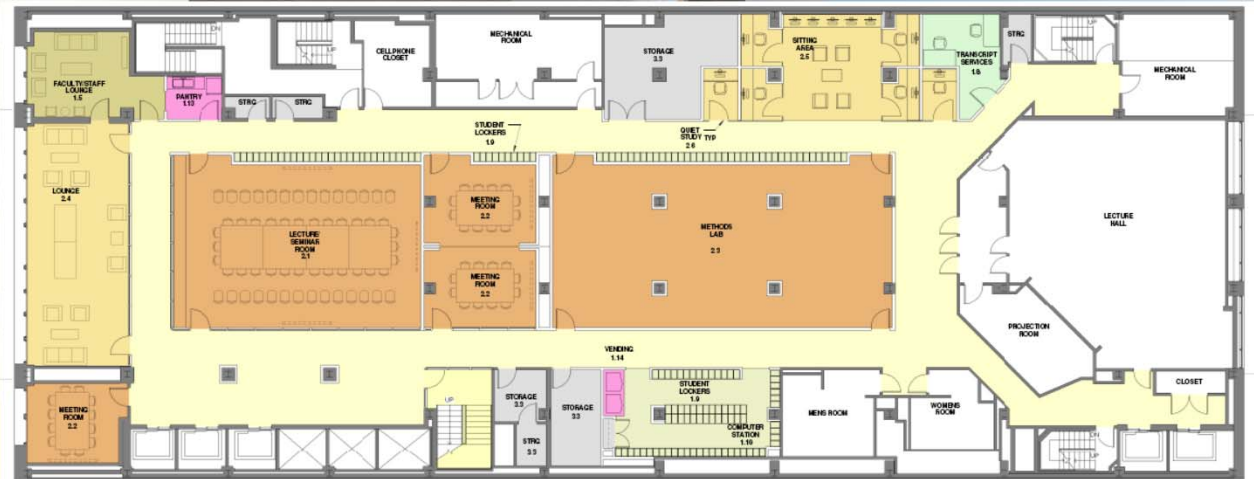 DN
UP
CELLPHONE
CLOSET
MECHANICAL
ROOM
STORAGE
3.3
SITTING
AREA
2.5
TRANSCRIPT
SERVICES
1.8
STRG
UP
MECHANICAL
ROOM
FACULTY/STAFF
LOUNGE
1.5
PANTRY
1.13
STRG
STRG
STUDENT
LOCKERS
1.9
QUIET
STUDY TYP
2.6
LOUNGE
2.4
LECTURE/
SEMINAR
ROOM
2.1
MEETING
ROOM
2.2
MEETING
ROOM
2.2
METHODS
LAB
2.3
LECTURE
HALL
PROJECTION
ROOM
VENDING
1.14
MEETING
ROOM
2.2
UP
STORAGE
3.3
STRG
3.3
STORAGE
3.3
STUDENT
LOCKERS
1.9
COMPUTER
STATION
1.10
MENS ROOM
WOMENS
ROOM
CLOSET
DN
UP